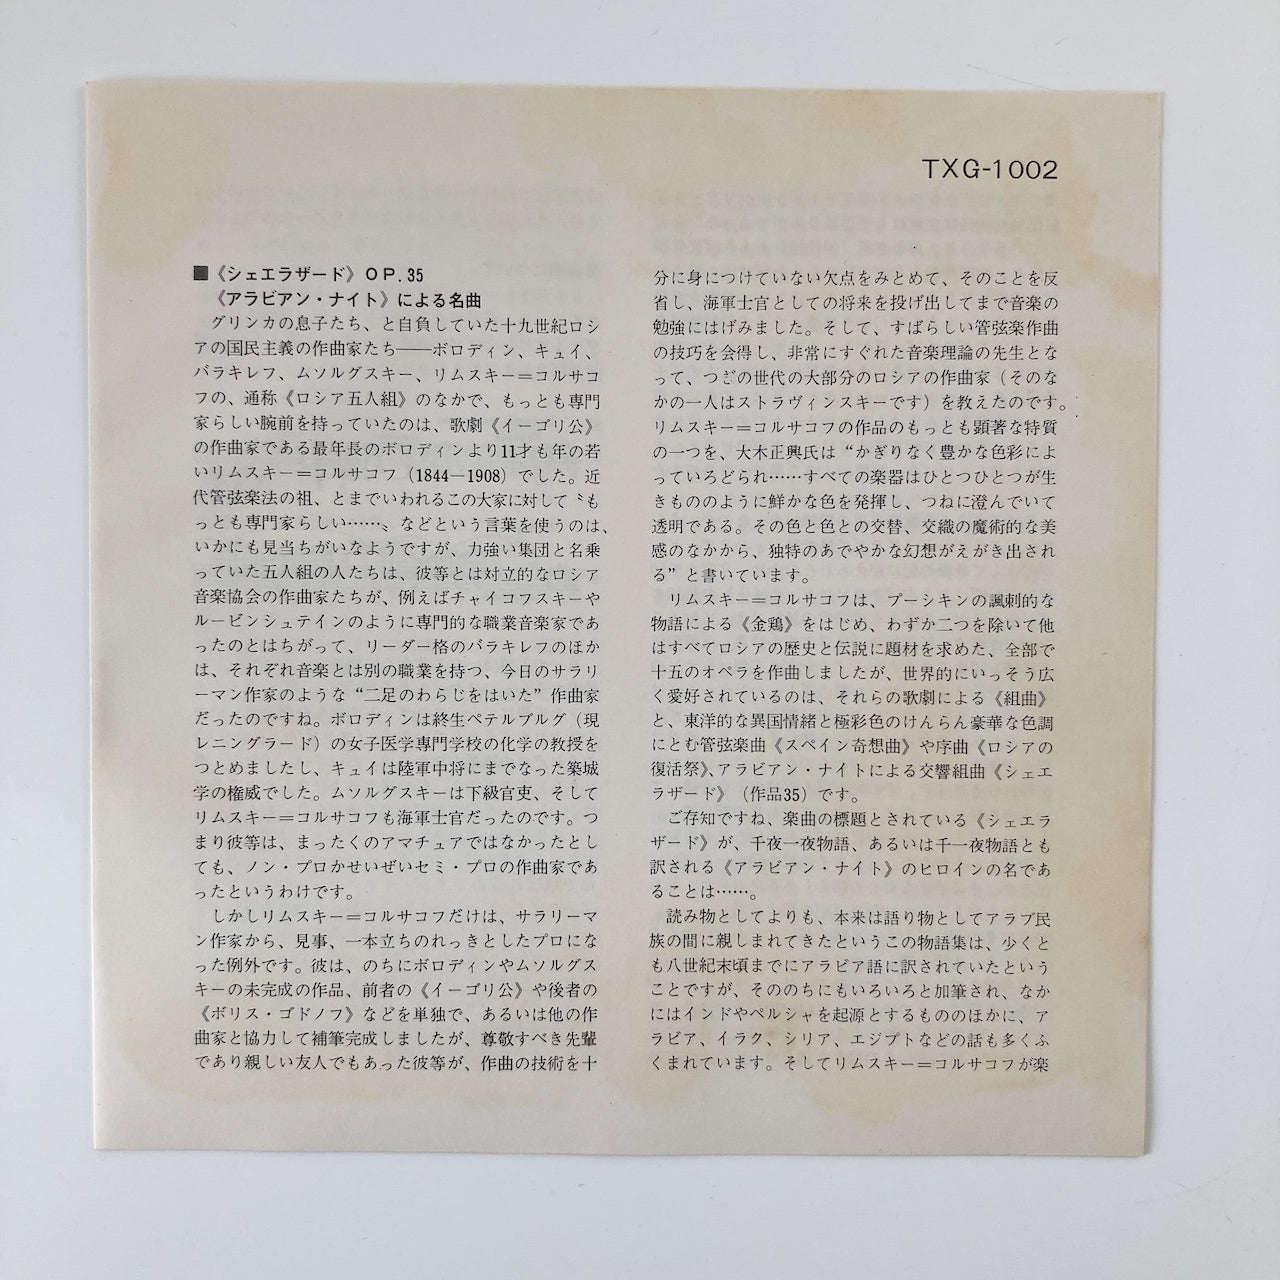 TXG-1002
■《シェエラザード》OP.35
《アラビアン・ナイト》による名曲
グリンカの息子たち、と自負していた十九世紀ロシ
アの国民主義の作曲家たち——ボロディン、キュイ、
バラキレフ、ムソルグスキー、リムスキー＝コルサコ
フの、通称《ロシア五人組》のなかで、もっとも専門
家らしい腕前を持っていたのは、歌劇《イーゴリ公》
の作曲家である最年長のボロディンより11才も年の若
いリムスキー＝コルサコフ（1844—1908）でした。近
代管弦楽法の祖、とまでいわれるこの大家に対して〝も
っとも専門家らしい……〟などという言葉を使うのは、
いかにも見当ちがいなようですが、力強い集団と名乗
っていた五人組の人たちは、彼等とは対立的なロシア
音楽協会の作曲家たちが、例えばチャイコフスキーや
ルービンシュテインのように専門的な職業音楽家であ
ったのとはちがって、リーダー格のバラキレフのほか
は、それぞれ音楽とは別の職業を持つ、今日のサラリ
ーマン作家のような“二足のわらじをはいた”作曲家
だったのですね。ボロディンは終生ペテルブルグ（現
レニングラード）の女子医学専門学校の化学の教授を
つとめましたし、キュイは陸軍中将にまでなった築城
学の権威でした。ムソルグスキーは下級官吏、そして
リムスキー＝コルサコフも海軍士官だったのです。つ
まり彼等は、まったくのアマチュアではなかったとし
ても、ノン・プロかせいぜいセミ・プロの作曲家であ
ったというわけです。
しかしリムスキー＝コルサコフだけは、サラリーマ
ン作家から、見事、一本立ちのれっきとしたプロにな
った例外です。彼は、のちにボロディンやムソルグス
キーの未完成の作品、前者の《イーゴリ公》や後者の
《ボリス・ゴドノフ》などを単独で、あるいは他の作
曲家と協力して補筆完成しましたが、尊敬すべき先輩
であり親しい友人でもあった彼等が、作曲の技術を十
分に身につけていない欠点をみとめて、そのことを反
省し、海軍士官としての将来を投げ出してまで音楽の
勉強にはげみました。そして、すばらしい管弦楽作曲
の技巧を会得し、非常にすぐれた音楽理論の先生とな
って、つぎの世代の大部分のロシアの作曲家（そのな
かの一人はストラヴィンスキーです）を教えたのです。
リムスキー＝コルサコフの作品のもっとも顕著な特質
の一つを、大木正興氏は“かぎりなく豊かな色彩によ
っていろどられ……すべての楽器はひとつひとつが生
きもののように鮮かな色を発揮し、つねに澄んでいて
透明である。その色と色との交替、交織の魔術的な美
感のなかから、独特のあでやかな幻想がえがき出され
る”と書いています。
リムスキー＝コルサコフは、プーシキンの諷刺的な
物語による《金鶏》をはじめ、わずか二つを除いて他
はすべてロシアの歴史と伝説に題材を求めた、全部で
十五のオペラを作曲しましたが、世界的にいっそう広
く愛好されているのは、それらの歌劇による《組曲》
と、東洋的な異国情緒と極彩色のけんらん豪華な色調
にとむ管弦楽曲《スペイン奇想曲》や序曲《ロシアの
復活祭》、アラビアン・ナイトによる交響組曲《シェエ
ラザード》（作品35）です。
ご存知ですね、楽曲の標題とされている《シェエラ
ザード》が、千夜一夜物語、あるいは千一夜物語とも
訳される《アラビアン・ナイト》のヒロインの名であ
ることは……。
読み物としてよりも、本来は語り物としてアラブ民
族の間に親しまれてきたというこの物語集は、少くと
も八世紀末頃までにアラビア語に訳されていたという
ことですが、そののちにもいろいろと加筆され、なか
にはインドやペルシャを起源とするもののほかに、ア
ラビア、イラク、シリア、エジプトなどの話も多くふ
くまれています。そしてリムスキー＝コルサコフが楽